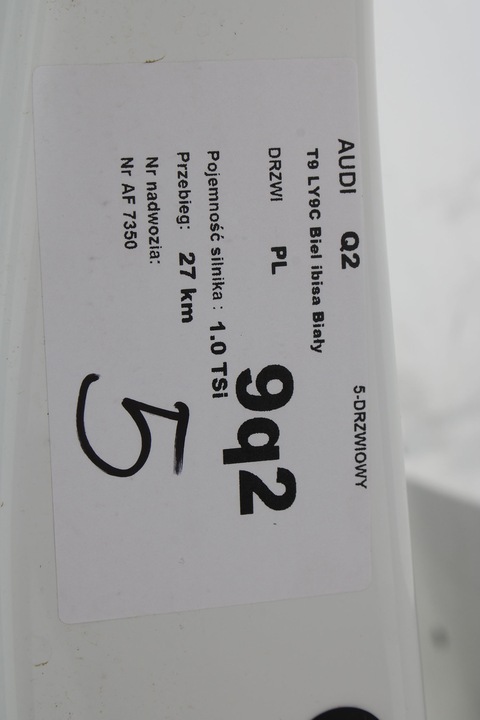 AUDI Q2 5-DRZWIOWY
T9 LY9C Biel ibisa Biały
DRZWI PL 9q2
Pojemność silnika : 1.0 TSi
Przebieg: 27 km
Nr nadwozia:
Nr AF 7350
5